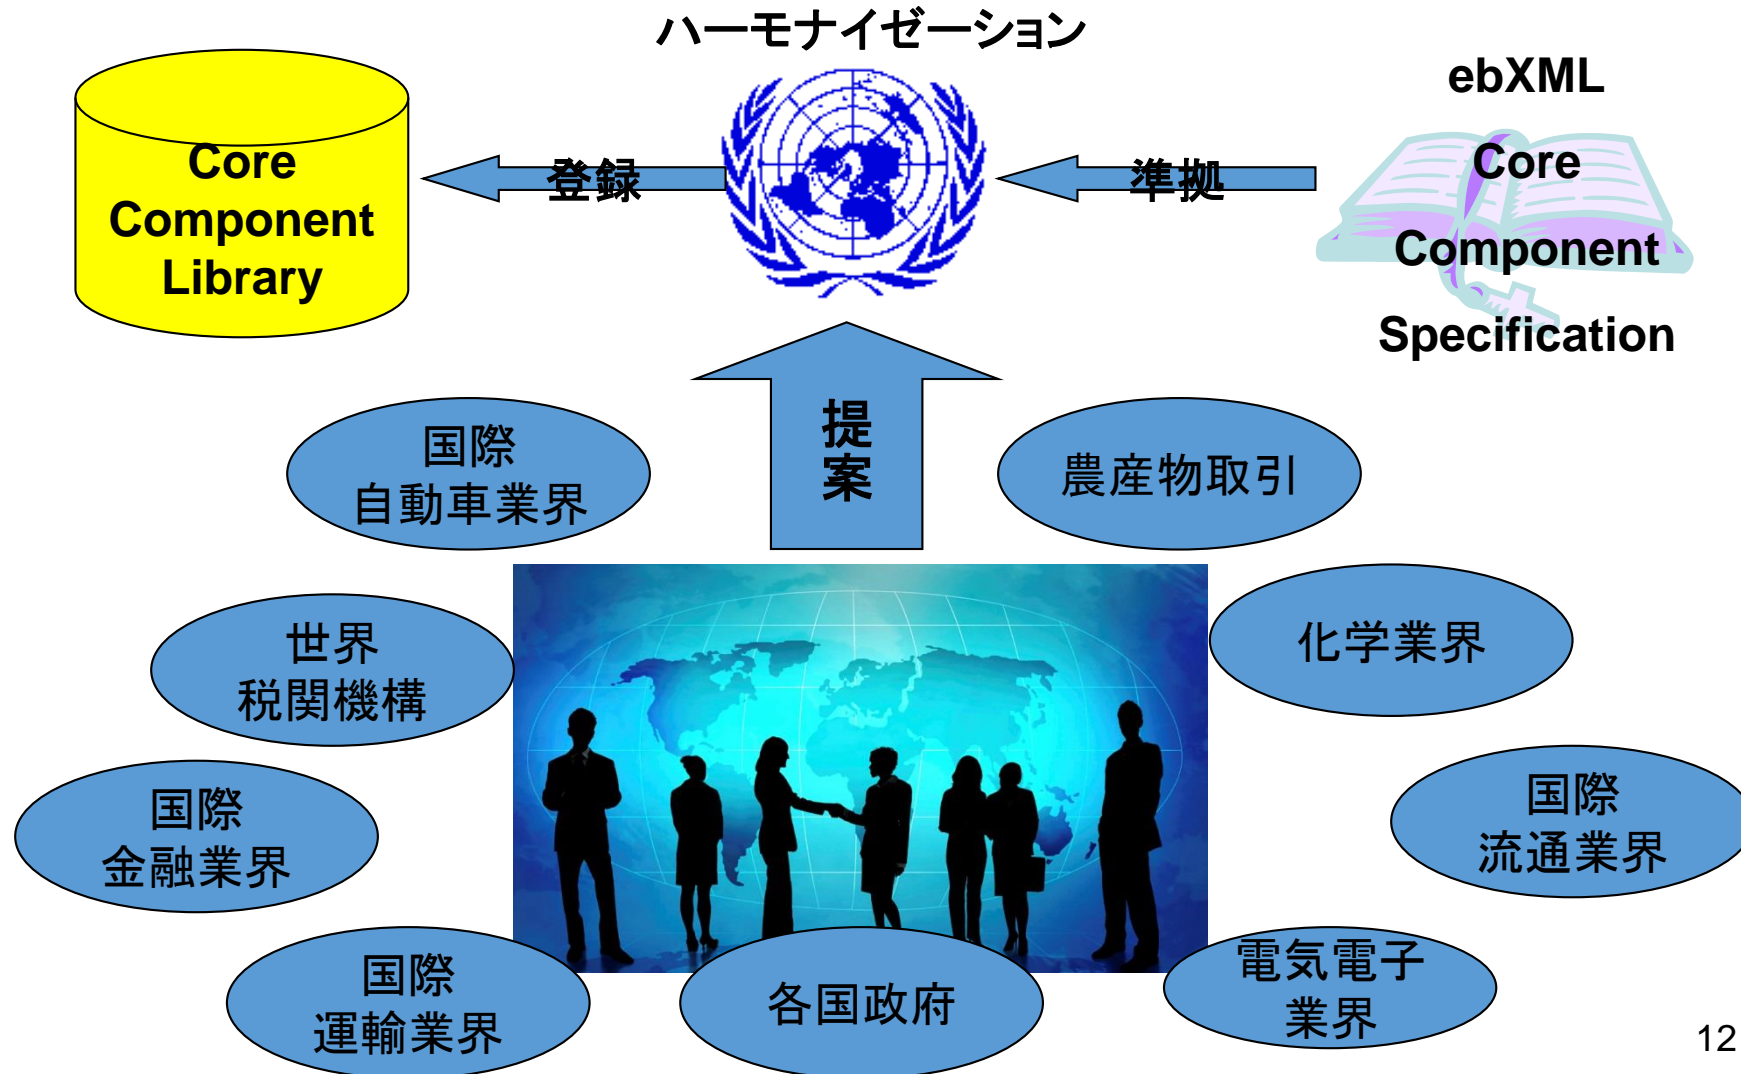 ハーモナイゼーション
ebXML
Core
Component
Specification
Core
Component
Library
登録
準拠
提
案
国際
自動車業界
農産物取引
世界
税関機構
化学業界
国際
金融業界
国際
流通業界
国際
運輸業界
各国政府
電気電子
業界
12